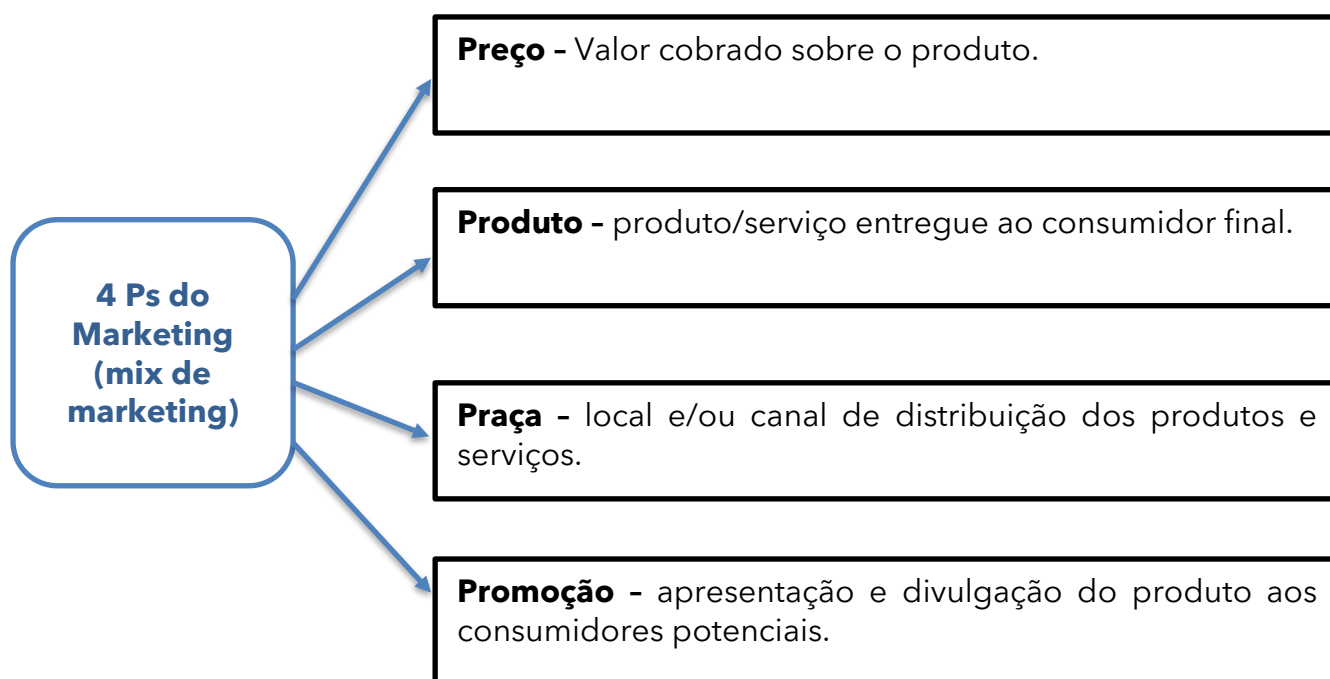 Preço – Valor cobrado sobre o produto.
Produto – produto/serviço entregue ao consumidor final.
4 Ps do
Marketing
(mix de
marketing)
Praça – local e/ou canal de distribuição dos produtos e
serviços.
Promoção – apresentação e divulgação do produto aos
consumidores potenciais.